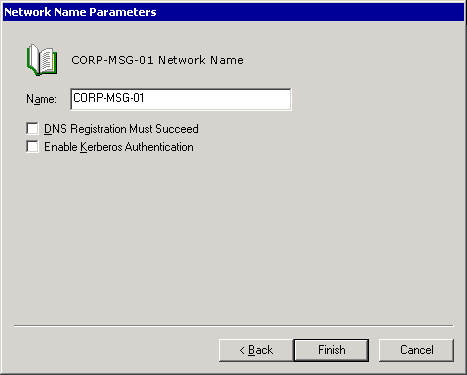 Network Name Parameters
CORP-MSG-01 Network Name
Name: CORP-MSG-01
DNS Registration Must Succeed
Enable Kerberos Authentication
< Back Finish Cancel